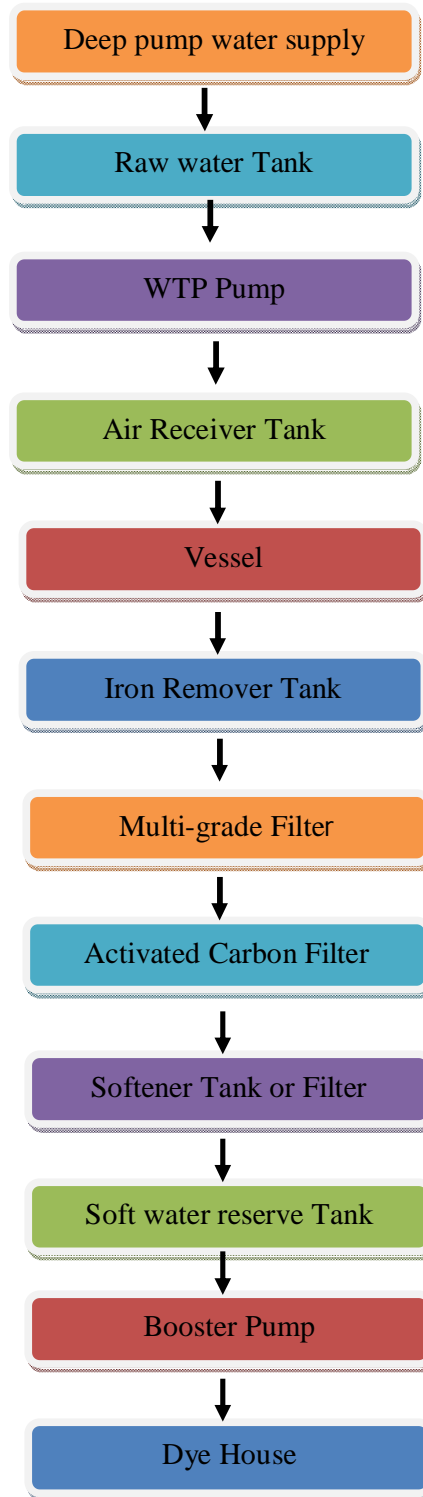 Deep pump water supply
Raw water Tank
WTP Pump
Air Receiver Tank
Vessel
Iron Remover Tank
Multi-grade Filter
Activated Carbon Filter
Softener Tank or Filter
Soft water reserve Tank
Booster Pump
Dye House